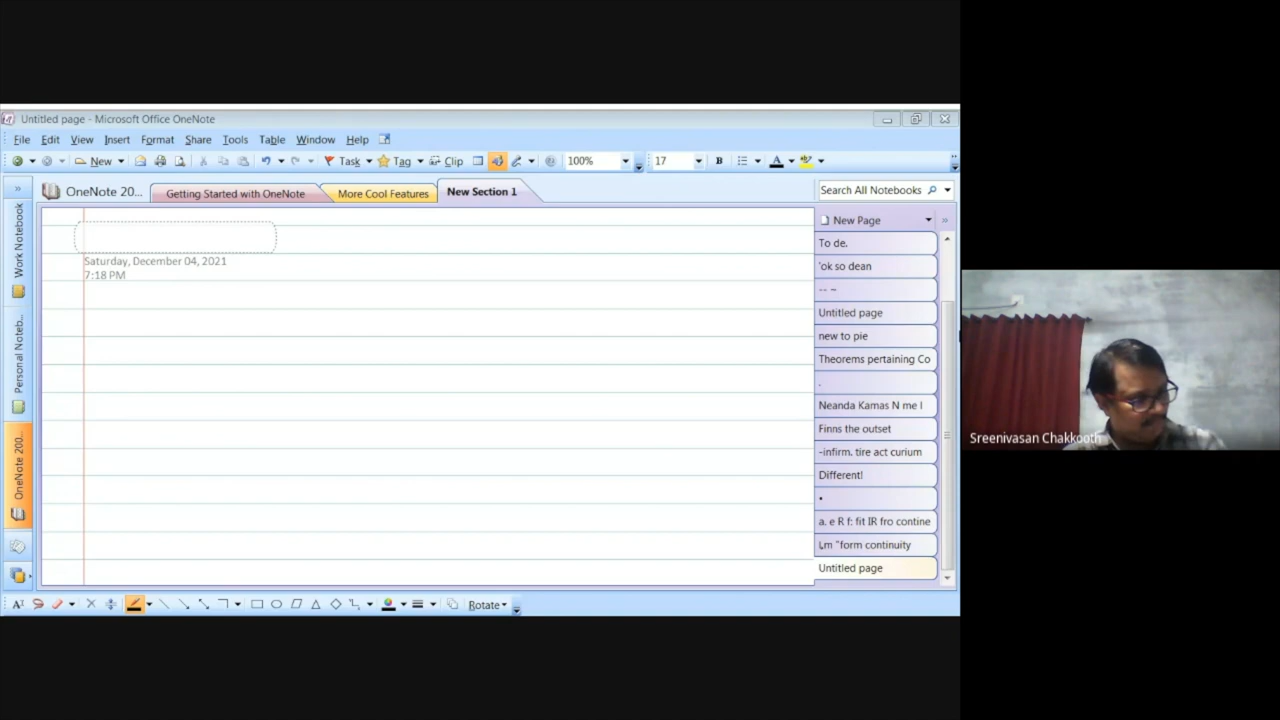 Untitled page - Microsoft Office OneNote
File Edit View Insert Format Share Tools Table Window Help
New Task Tag Clip 100% 17 B A ab
OneNote 20... Getting Started with OneNote More Cool Features New Section 1 Search All Notebooks
Work Notebook
Personal Noteb...
OneNote 200...
Saturday, December 04, 2021
7:18 PM
New Page
To de.
'ok so dean
-- ~
Untitled page
new to pie
Theorems pertaining Co
.
Neanda Kamas N me l
Finns the outset
-infirm. tire act curium
Different!
•
a. e R f: fit IR fro contine
"form continuity
Untitled page
Rotate
Sreenivasan Chakkooth